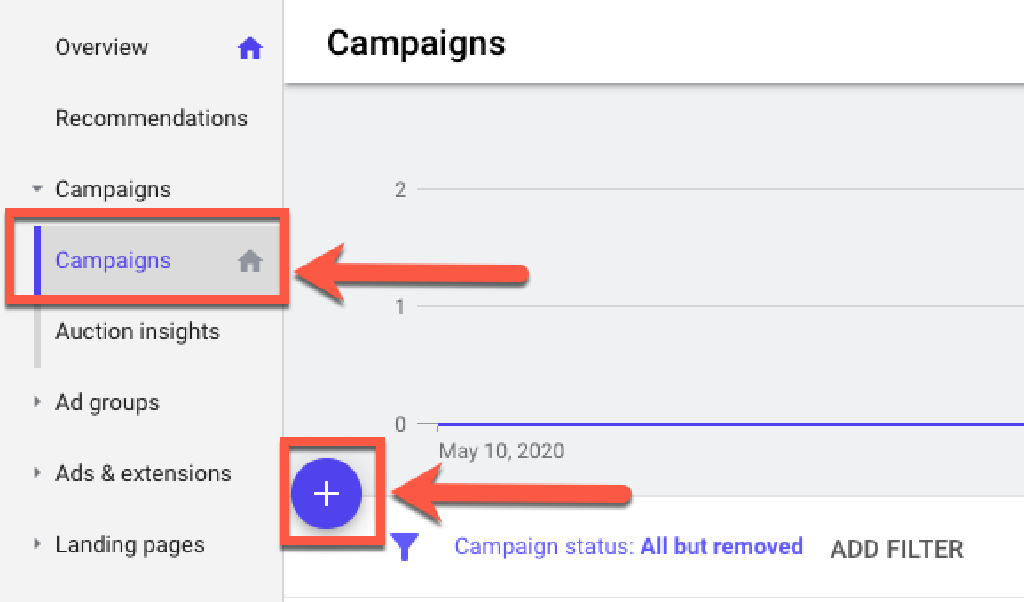 Overview
Recommendations
Campaigns
Campaigns
Auction insights
Ad groups
Ads & extensions
Landing pages
Campaigns
2
1
0
May 10, 2020
+
Campaign status: All but removed
ADD FILTER